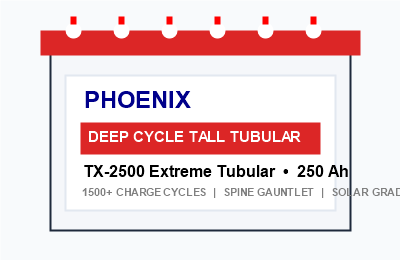 PHOENIX
DEEP CYCLE TALL TUBULAR
TX-2500 Extreme Tubular • 250 Ah
1500+ CHARGE CYCLES | SPINE GAUNTLET | SOLAR GRAD